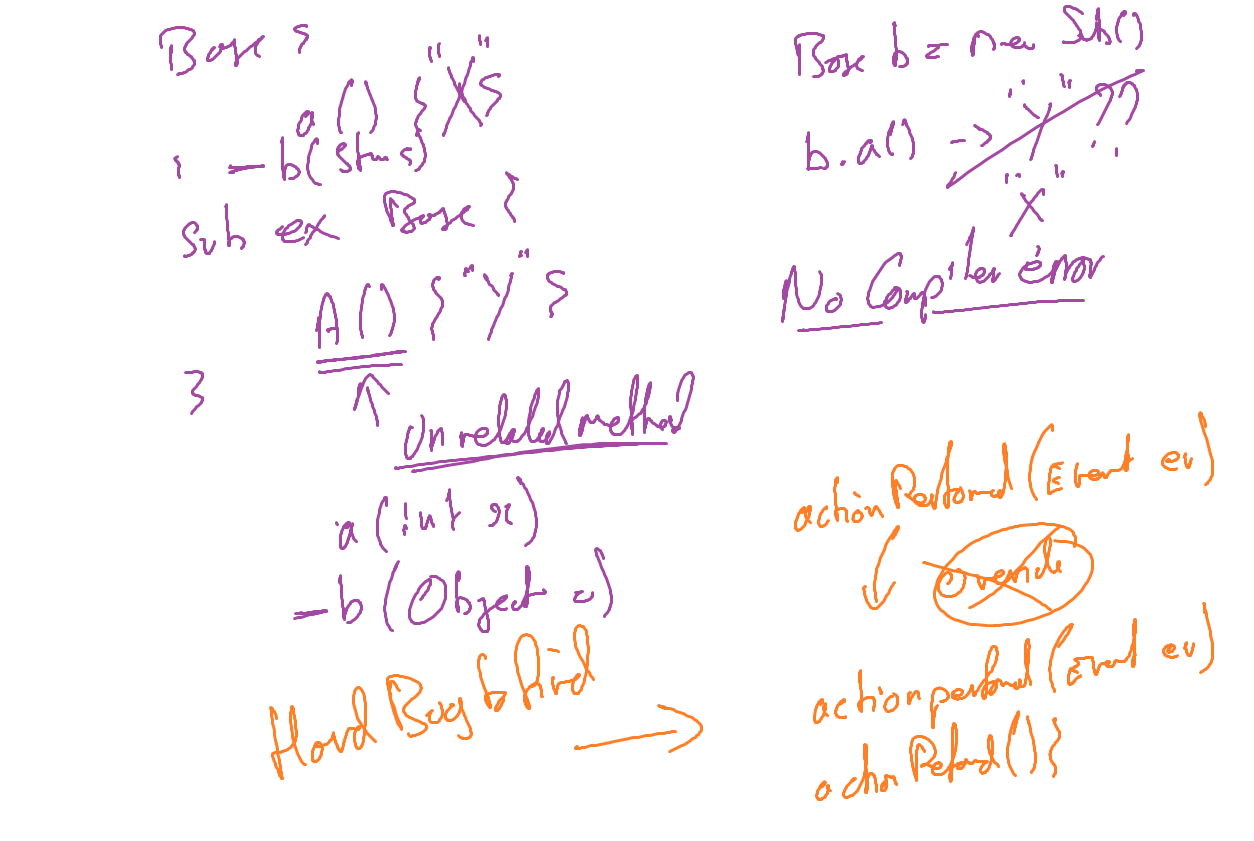 Base {
a() {"X"}
} - b(String s)
Sub ex Base {
A() {"Y"}
}
Unrelated method
a(int x)
- b(Object o)
Hard Bug to find
Base b = new Sub()
b.a() -> "Y" ??
"X"
No Compiler error
actionPerformed(Event ev)
Override
actionperformed(Event ev)
actionPerformed(){